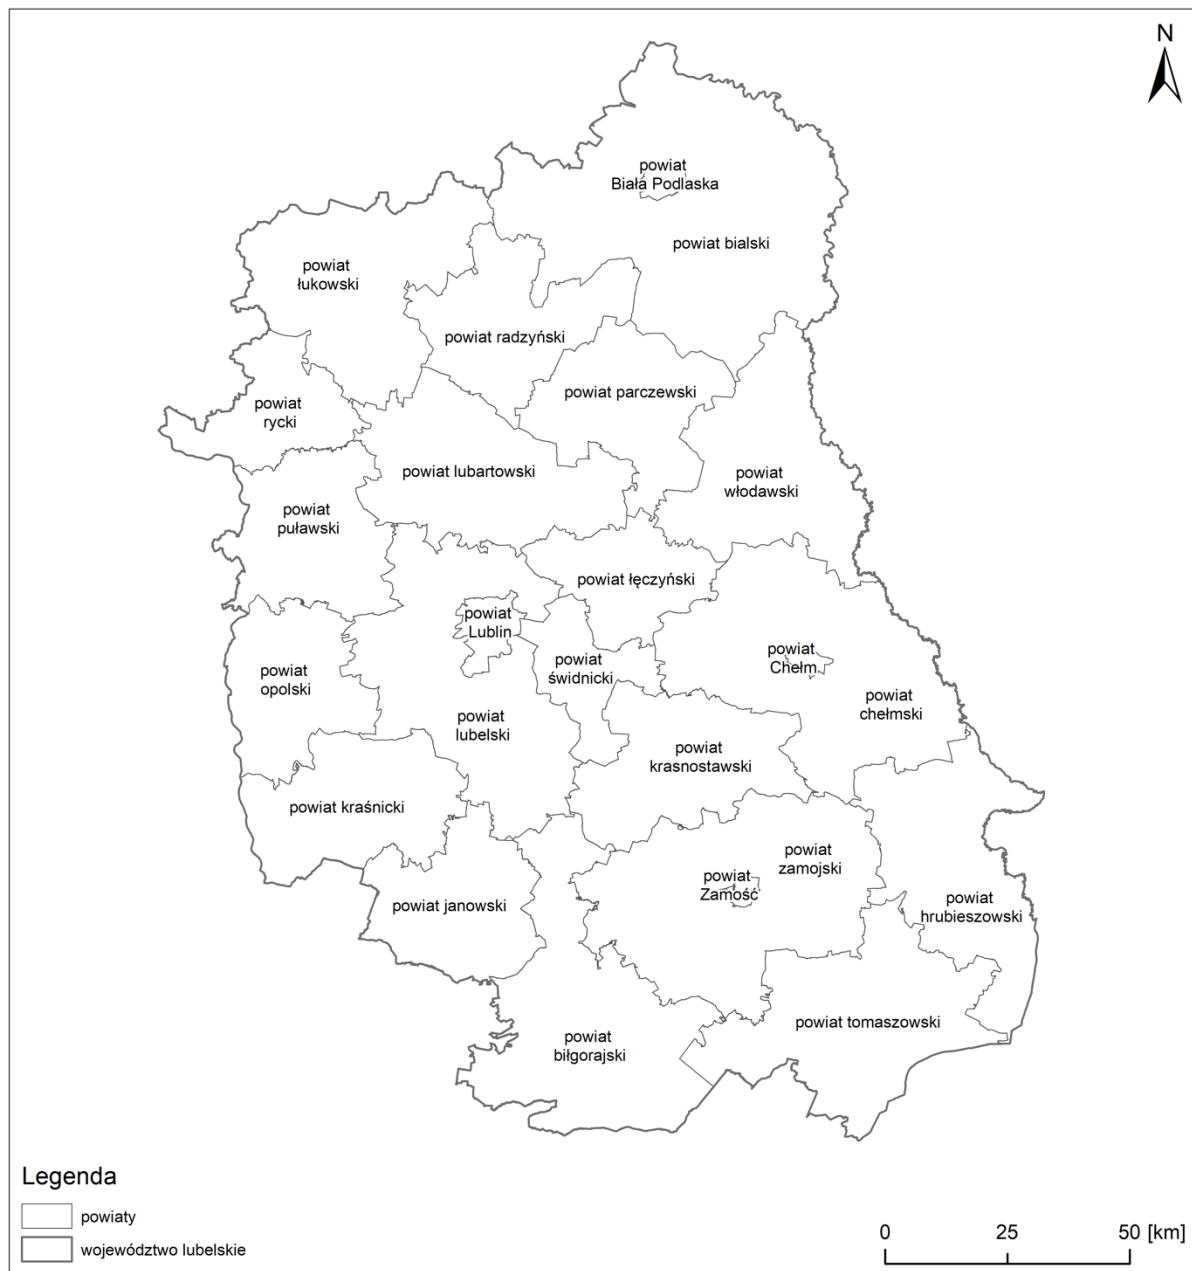 N
powiat
Biała Podlaska
powiat bialski
powiat
łukowski
powiat radzyński
powiat parczewski
powiat
rycki
powiat lubartowski
powiat
włodawski
powiat
puławski
powiat łęczyński
powiat
Lublin
powiat
świdnicki
powiat
Chełm
powiat
opolski
powiat
chełmski
powiat
lubelski
powiat
krasnostawski
powiat kraśnicki
powiat
zamojski
powiat
Zamość
powiat janowski
powiat
hrubieszowski
powiat tomaszowski
powiat
biłgorajski
Legenda
powiaty
województwo lubelskie
0 25 50 [km]